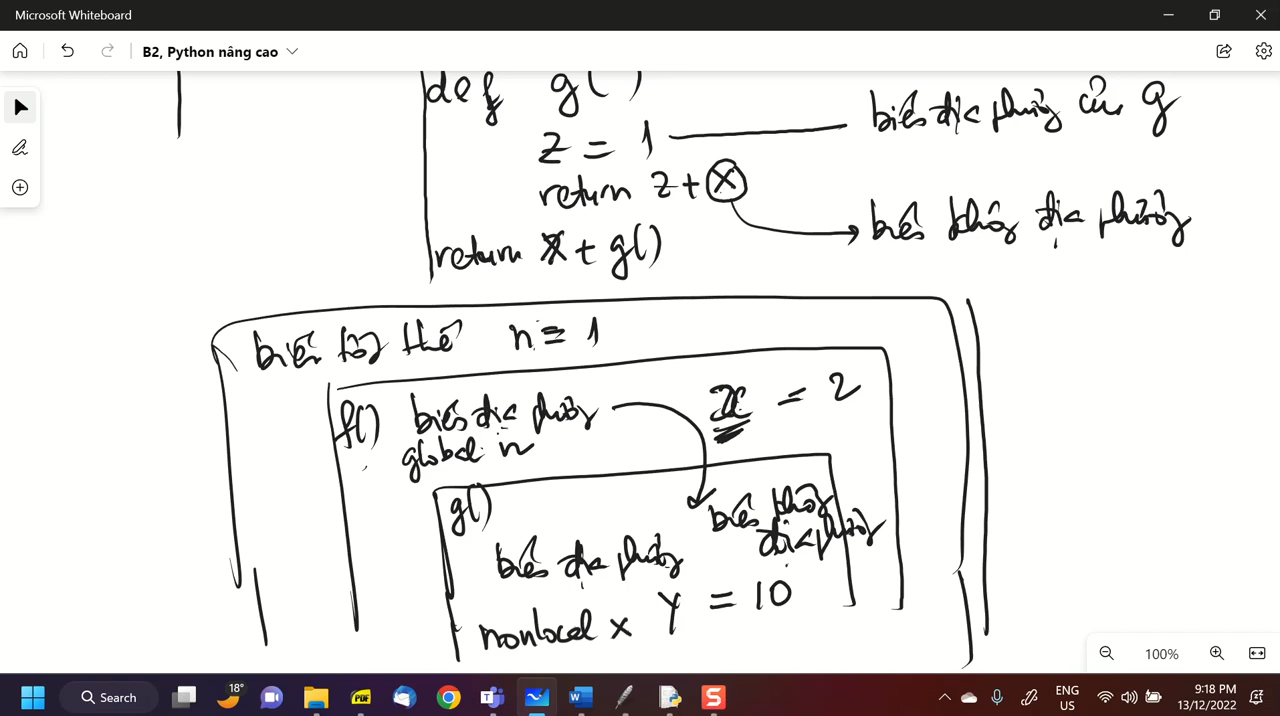 Microsoft Whiteboard
B2, Python nâng cao
def g()
z = 1
biến địa phương của g
return z + x
biến không địa phương
return x + g()
biến toàn thể n = 1
f() biến địa phương x = 2
global n
g()
biến không
địa phương
biến địa phương
nonlocal x y = 10
100%
18°
Search
PDF
ENG
US
9:18 PM
13/12/2022